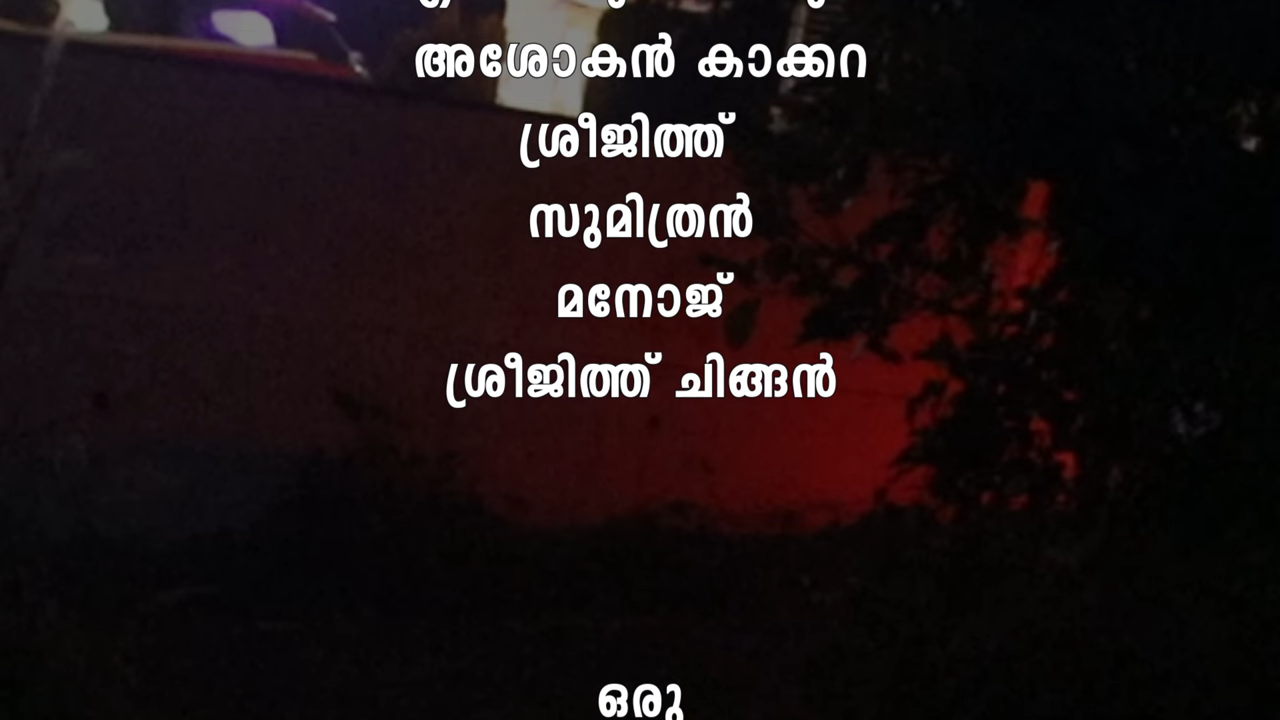 അശോകൻ കാക്കറ
ശ്രീജിത്ത്
സുമിത്രൻ
മനോജ്
ശ്രീജിത്ത് ചിങ്ങൻ
ഒരു